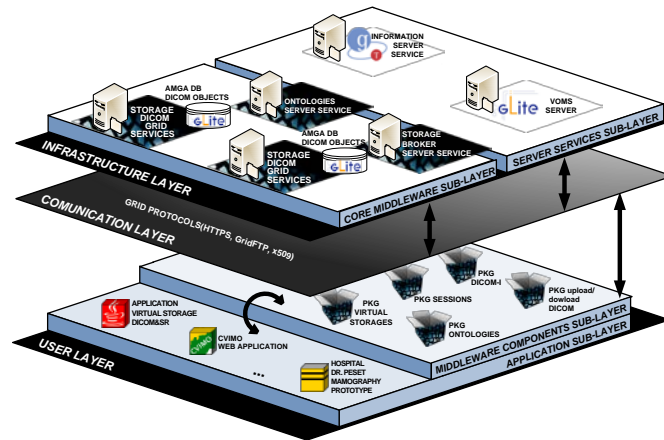 INFORMATION
SERVER
SERVICE
g
T
AMGA DB
DICOM OBJECTS
ONTOLOGIES
SERVER SERVICE
gLite
VOMS
SERVER
STORAGE
DICOM
GRID
SERVICES
gLite
AMGA DB
DICOM OBJECTS
STORAGE
BROKER
SERVER SERVICE
STORAGE
DICOM
GRID
SERVICES
gLite
INFRASTRUCTURE LAYER
CORE MIDDLEWARE SUB-LAYER
SERVER SERVICES SUB-LAYER
GRID PROTOCOLS(HTTPS, GridFTP, x509)
COMUNICATION LAYER
PKG
VIRTUAL
STORAGES
PKG SESSIONS
PKG
DICOM-I
PKG upload/
dowload
DICOM
PKG
ONTOLOGIES
APPLICATION
VIRTUAL STORAGE
DICOM&SR
CVIMO
CVIMO
WEB APPLICATION
...
HOSPITAL
DR. PESET
MAMOGRAPHY
PROTOTYPE
USER LAYER
MIDDLEWARE COMPONENTS SUB-LAYER
APPLICATION SUB-LAYER